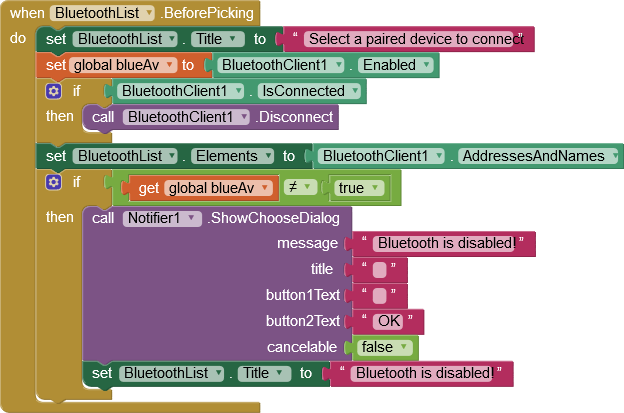 when BluetoothList .BeforePicking
do set BluetoothList . Title to " Select a paired device to connect "
set global blueAv to BluetoothClient1 . Enabled
if BluetoothClient1 . IsConnected
then call BluetoothClient1 .Disconnect
set BluetoothList . Elements to BluetoothClient1 . AddressesAndNames
if get global blueAv ≠ true
then call Notifier1 .ShowChooseDialog
message " Bluetooth is disabled! "
title " "
button1Text " "
button2Text " OK "
cancelable false
set BluetoothList . Title to " Bluetooth is disabled! "